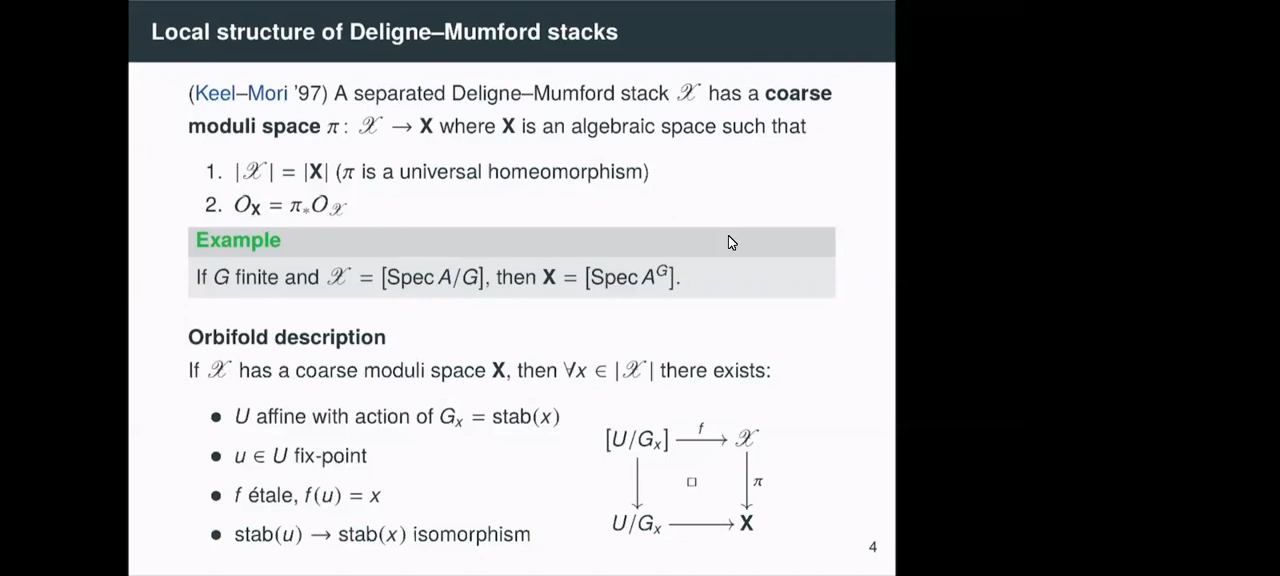 Local structure of Deligne–Mumford stacks
(Keel–Mori '97) A separated Deligne–Mumford stack 𝒳 has a coarse
moduli space π: 𝒳 → X where X is an algebraic space such that
1. |𝒳| = |X| (π is a universal homeomorphism)
2. O_X = π_*O_𝒳
Example
If G finite and 𝒳 = [Spec A/G], then X = [Spec A^G].
Orbifold description
If 𝒳 has a coarse moduli space X, then ∀x ∈ |𝒳| there exists:
• U affine with action of G_x = stab(x)
• u ∈ U fix-point
• f étale, f(u) = x
• stab(u) → stab(x) isomorphism
f
[U/G_x] → 𝒳
□ π
U/G_x → X
4